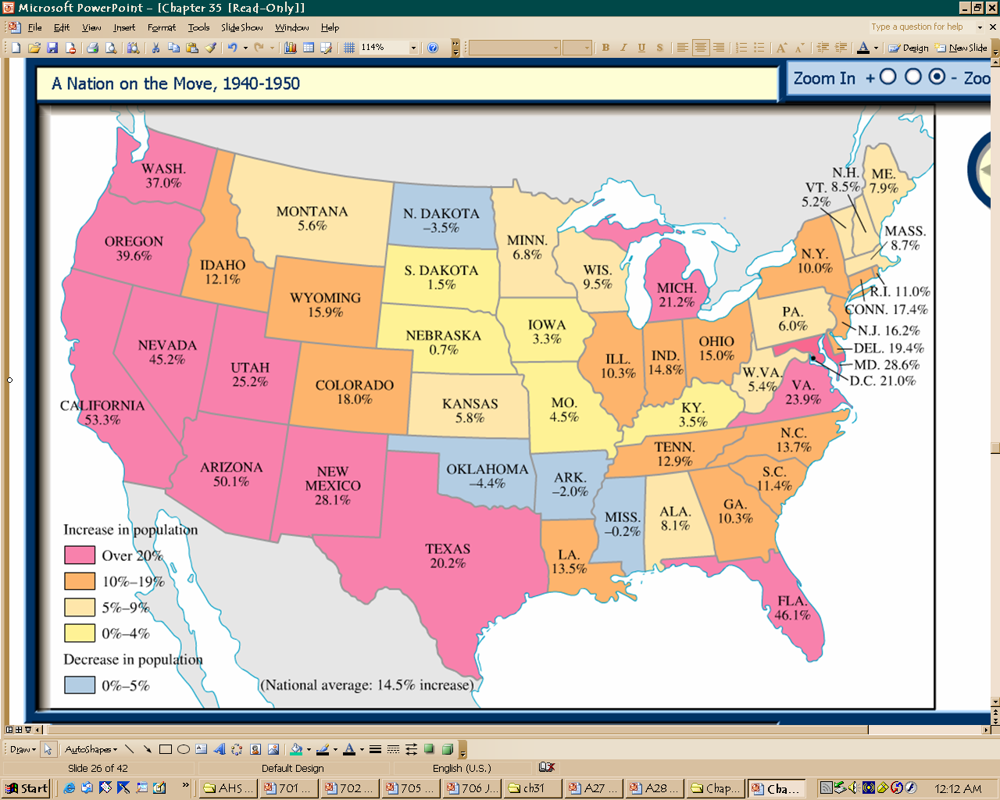 Microsoft PowerPoint - [Chapter 35 [Read-Only]]
File Edit View Insert Format Tools Slide Show Window Help
Type a question for help
114%
B I U S A Design New Slide
A Nation on the Move, 1940-1950
Zoom In + - Zoo
WASH.
37.0%
OREGON
39.6%
IDAHO
12.1%
MONTANA
5.6%
N. DAKOTA
–3.5%
S. DAKOTA
1.5%
MINN.
6.8%
WIS.
9.5%
MICH.
21.2%
N.Y.
10.0%
VT.
5.2%
N.H.
8.5%
ME.
7.9%
MASS.
8.7%
R.I. 11.0%
CONN. 17.4%
N.J. 16.2%
DEL. 19.4%
MD. 28.6%
D.C. 21.0%
PA.
6.0%
WYOMING
15.9%
NEBRASKA
0.7%
IOWA
3.3%
ILL.
10.3%
IND.
14.8%
OHIO
15.0%
W.VA.
5.4%
VA.
23.9%
NEVADA
45.2%
UTAH
25.2%
COLORADO
18.0%
KANSAS
5.8%
MO.
4.5%
KY.
3.5%
CALIFORNIA
53.3%
ARIZONA
50.1%
NEW
MEXICO
28.1%
OKLAHOMA
–4.4%
ARK.
–2.0%
TENN.
12.9%
N.C.
13.7%
S.C.
11.4%
TEXAS
20.2%
LA.
13.5%
MISS.
–0.2%
ALA.
8.1%
GA.
10.3%
FLA.
46.1%
Increase in population
Over 20%
10%–19%
5%–9%
0%–4%
Decrease in population
0%–5%
(National average: 14.5% increase)
Draw AutoShapes A
Slide 26 of 42 Default Design English (U.S.)
Start AHS ... 701 ... 702 ... 705 ... 706 J... ch31 A27 ... A28 ... Chap... Cha... 12:12 AM